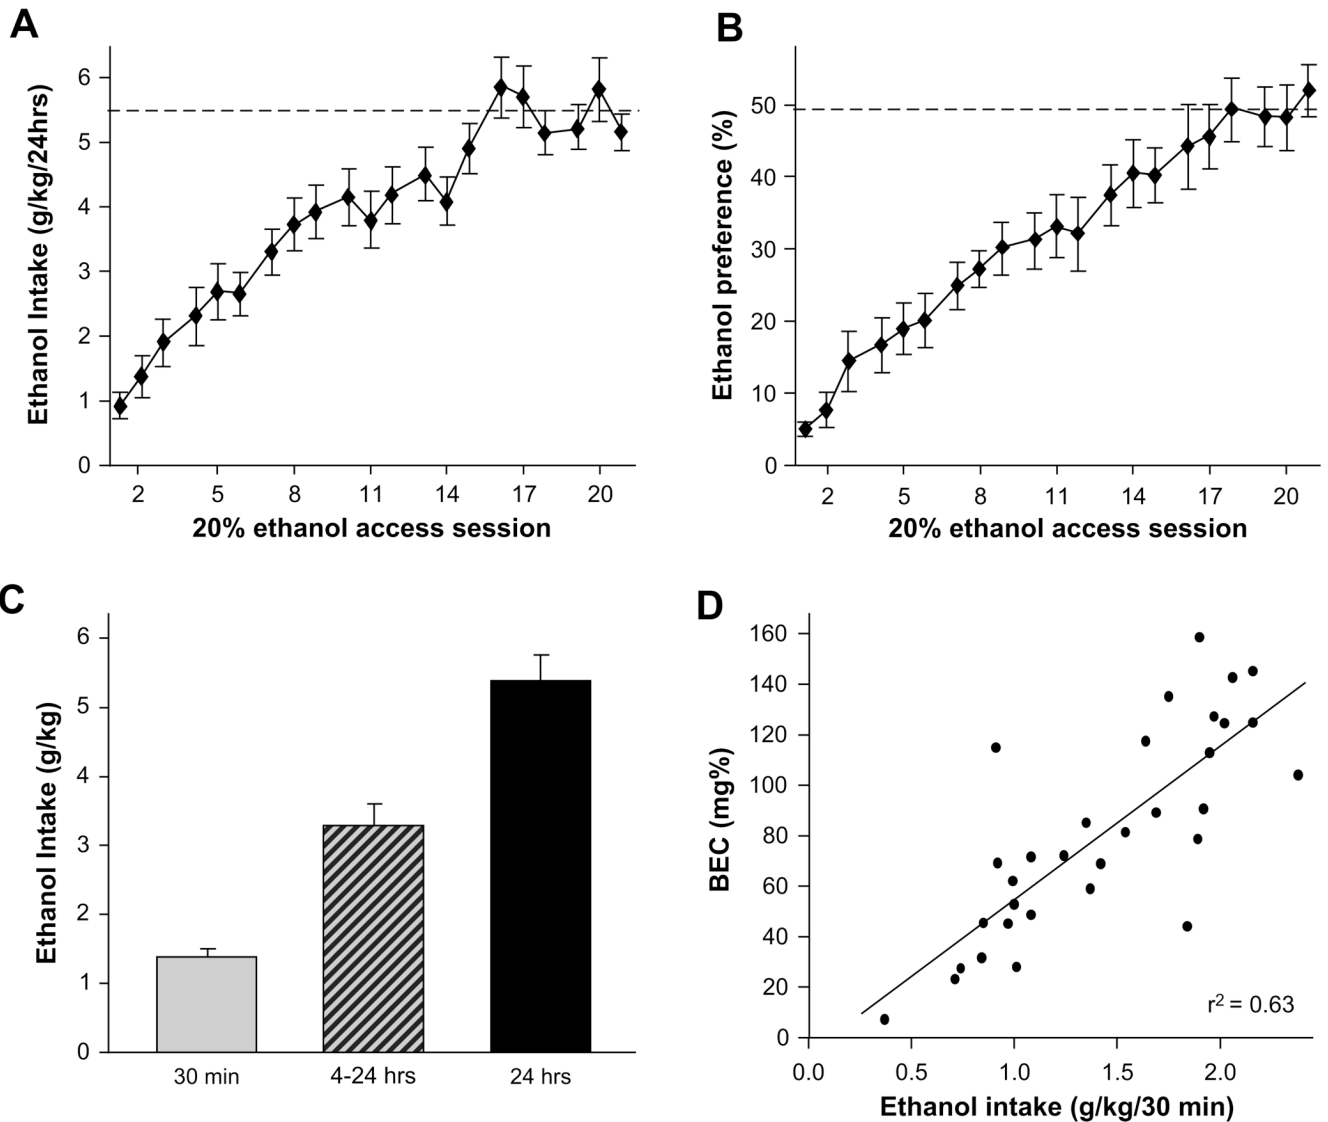 A
Ethanol Intake (g/kg/24hrs)
6
5
4
3
2
1
0
2 5 8 11 14 17 20
20% ethanol access session
B
Ethanol preference (%)
50
40
30
20
10
0
2 5 8 11 14 17 20
20% ethanol access session
C
Ethanol Intake (g/kg)
6
5
4
3
2
1
0
30 min 4-24 hrs 24 hrs
D
BEC (mg%)
160
140
120
100
80
60
40
20
0
r² = 0.63
0.0 0.5 1.0 1.5 2.0
Ethanol intake (g/kg/30 min)